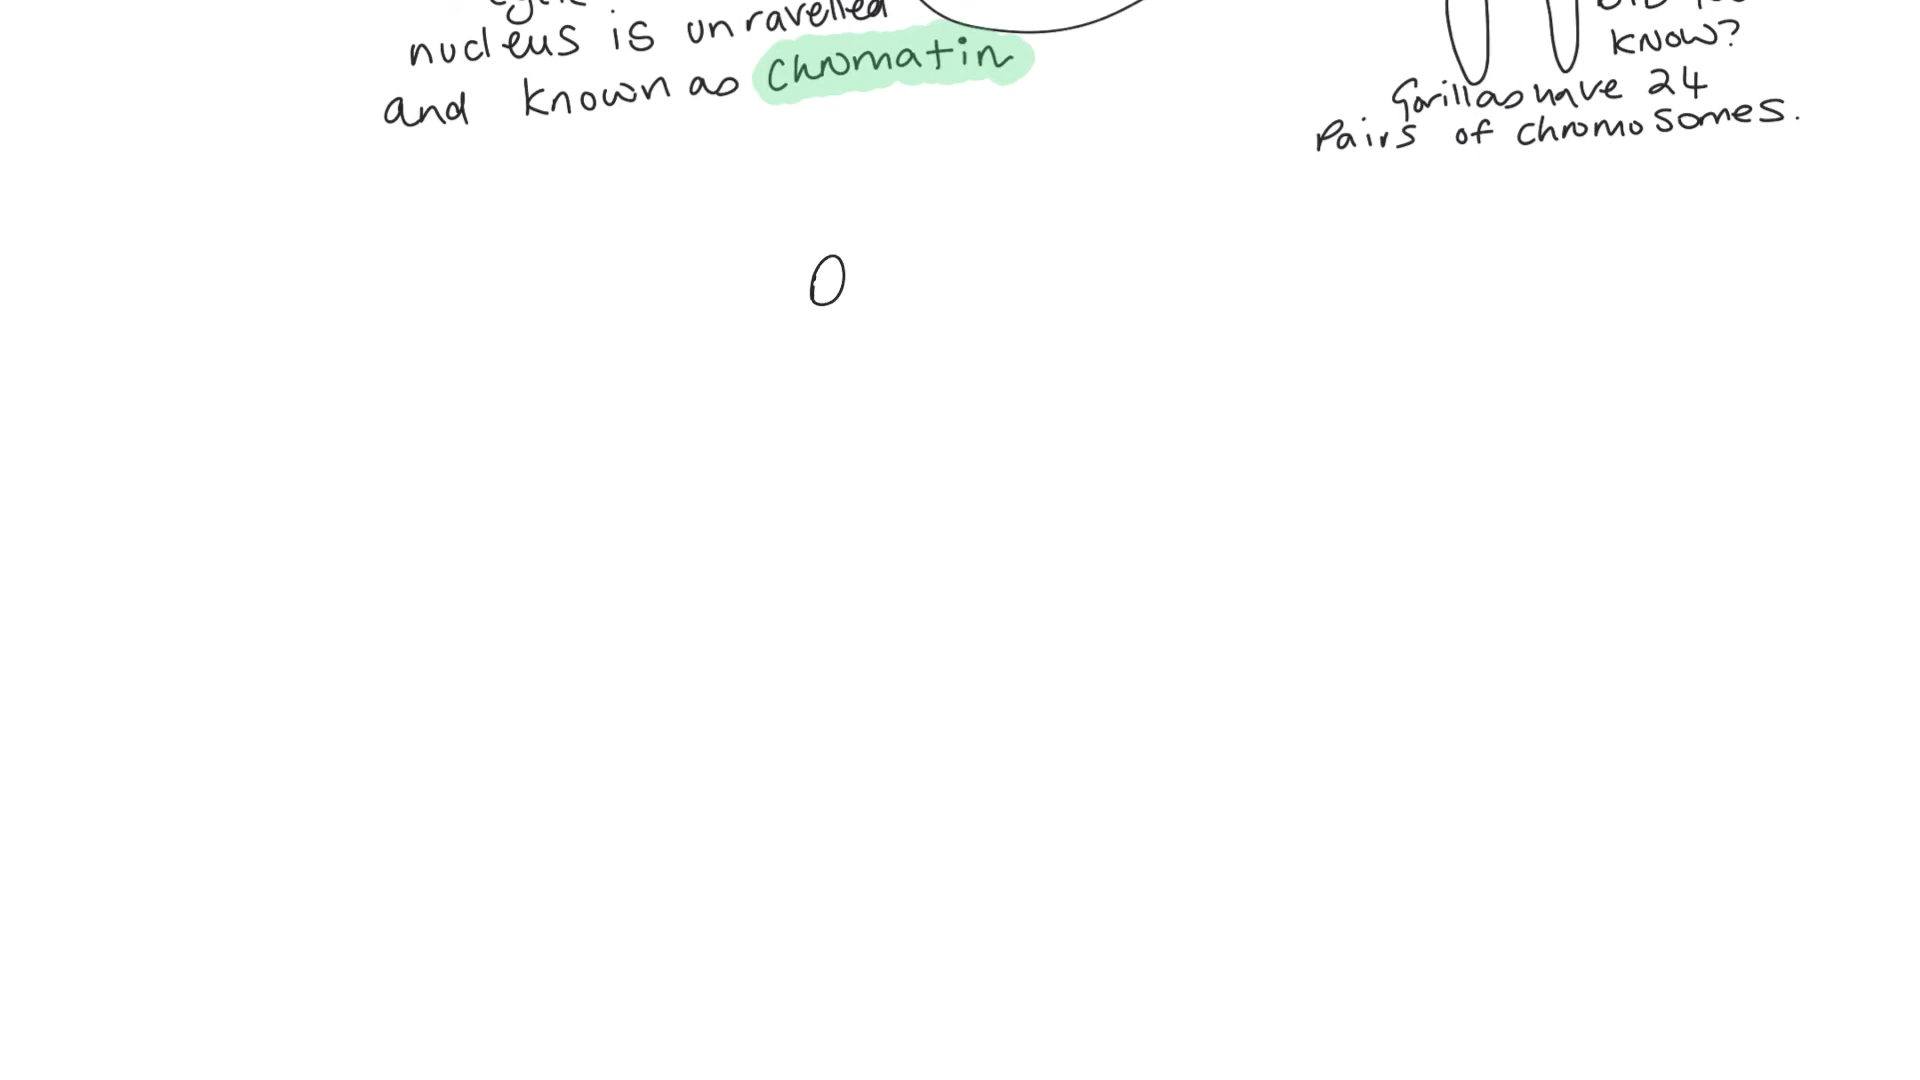 nucleus is unravelled
and known as chromatin
KNOW?
Gorillas have 24
Pairs of chromosomes.
O